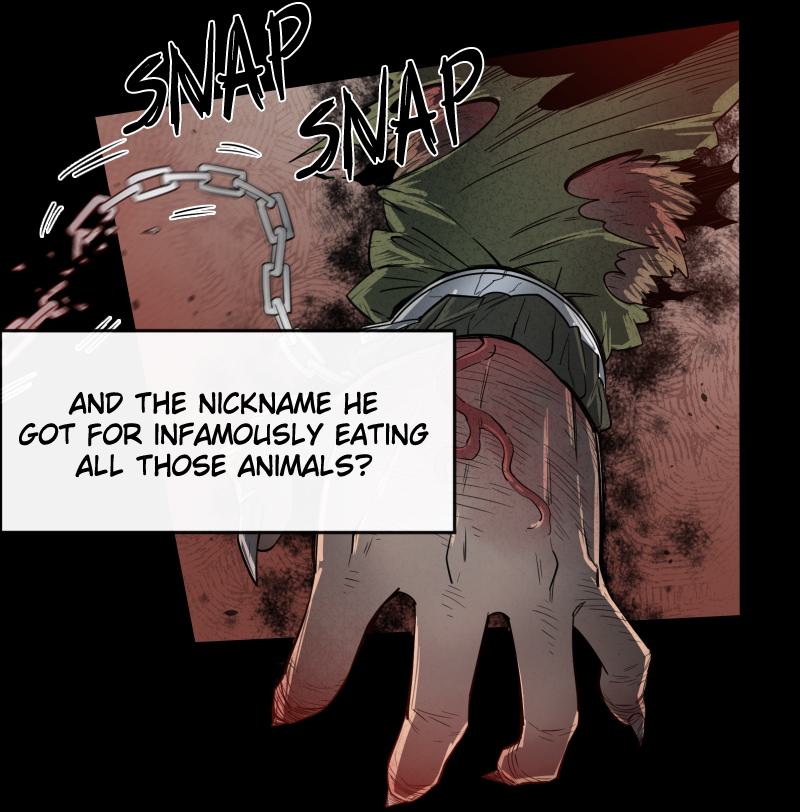 SNAP
SNAP
AND THE NICKNAME HE
GOT FOR INFAMOUSLY EATING
ALL THOSE ANIMALS?